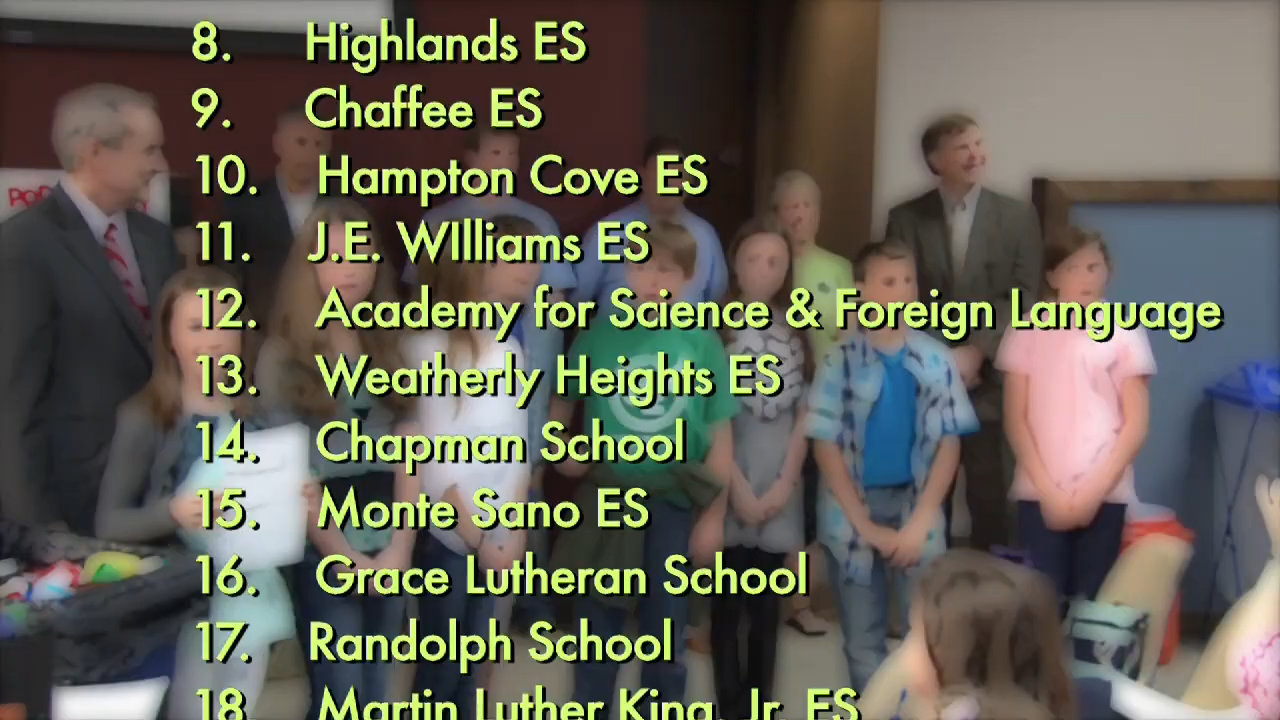 8. Highlands ES
9. Chaffee ES
10. Hampton Cove ES
11. J.E. WIlliams ES
12. Academy for Science & Foreign Language
13. Weatherly Heights ES
14. Chapman School
15. Monte Sano ES
16. Grace Lutheran School
17. Randolph School
18. Martin Luther King, Jr. ES